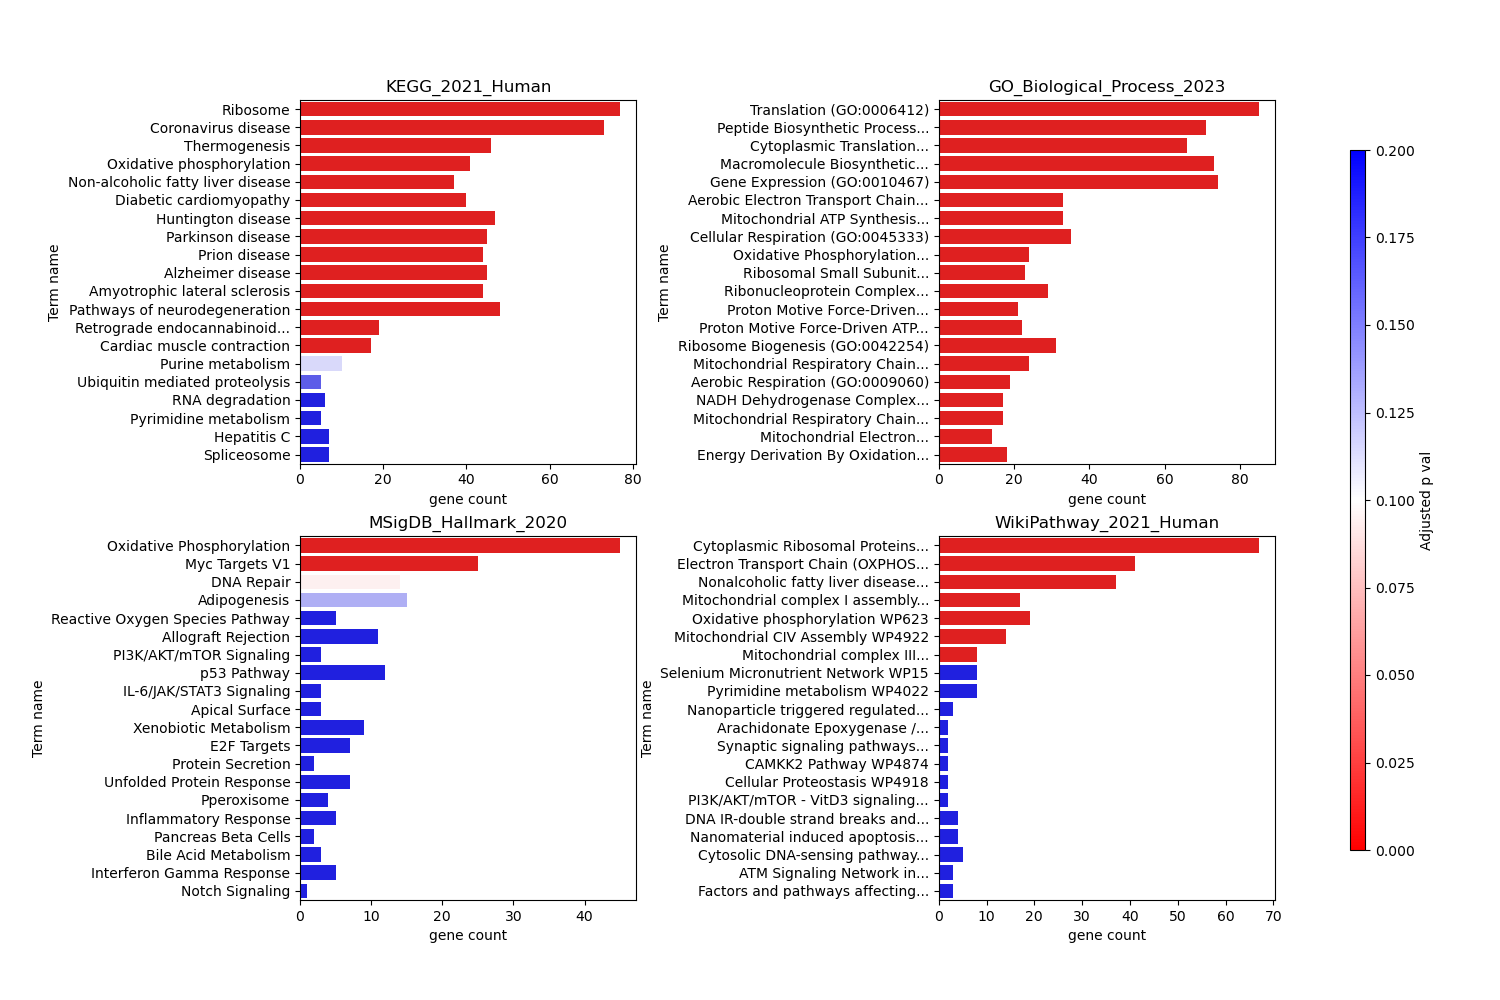 KEGG_2021_Human
Term name
Ribosome
Coronavirus disease
Thermogenesis
Oxidative phosphorylation
Non-alcoholic fatty liver disease
Diabetic cardiomyopathy
Huntington disease
Parkinson disease
Prion disease
Alzheimer disease
Amyotrophic lateral sclerosis
Pathways of neurodegeneration
Retrograde endocannabinoid...
Cardiac muscle contraction
Purine metabolism
Ubiquitin mediated proteolysis
RNA degradation
Pyrimidine metabolism
Hepatitis C
Spliceosome
0 20 40 60 80
gene count
GO_Biological_Process_2023
Term name
Translation (GO:0006412)
Peptide Biosynthetic Process...
Cytoplasmic Translation...
Macromolecule Biosynthetic...
Gene Expression (GO:0010467)
Aerobic Electron Transport Chain...
Mitochondrial ATP Synthesis...
Cellular Respiration (GO:0045333)
Oxidative Phosphorylation...
Ribosomal Small Subunit...
Ribonucleoprotein Complex...
Proton Motive Force-Driven...
Proton Motive Force-Driven ATP...
Ribosome Biogenesis (GO:0042254)
Mitochondrial Respiratory Chain...
Aerobic Respiration (GO:0009060)
NADH Dehydrogenase Complex...
Mitochondrial Respiratory Chain...
Mitochondrial Electron...
Energy Derivation By Oxidation...
0 20 40 60 80
gene count
MSigDB_Hallmark_2020
Term name
Oxidative Phosphorylation
Myc Targets V1
DNA Repair
Adipogenesis
Reactive Oxygen Species Pathway
Allograft Rejection
PI3K/AKT/mTOR Signaling
p53 Pathway
IL-6/JAK/STAT3 Signaling
Apical Surface
Xenobiotic Metabolism
E2F Targets
Protein Secretion
Unfolded Protein Response
Pperoxisome
Inflammatory Response
Pancreas Beta Cells
Bile Acid Metabolism
Interferon Gamma Response
Notch Signaling
0 10 20 30 40
gene count
WikiPathway_2021_Human
Term name
Cytoplasmic Ribosomal Proteins...
Electron Transport Chain (OXPHOS...
Nonalcoholic fatty liver disease...
Mitochondrial complex I assembly...
Oxidative phosphorylation WP623
Mitochondrial CIV Assembly WP4922
Mitochondrial complex III...
Selenium Micronutrient Network WP15
Pyrimidine metabolism WP4022
Nanoparticle triggered regulated...
Arachidonate Epoxygenase /...
Synaptic signaling pathways...
CAMKK2 Pathway WP4874
Cellular Proteostasis WP4918
PI3K/AKT/mTOR - VitD3 signaling...
DNA IR-double strand breaks and...
Nanomaterial induced apoptosis...
Cytosolic DNA-sensing pathway...
ATM Signaling Network in...
Factors and pathways affecting...
0 10 20 30 40 50 60 70
gene count
0.200
0.175
0.150
0.125
0.100
0.075
0.050
0.025
0.000
Adjusted p val